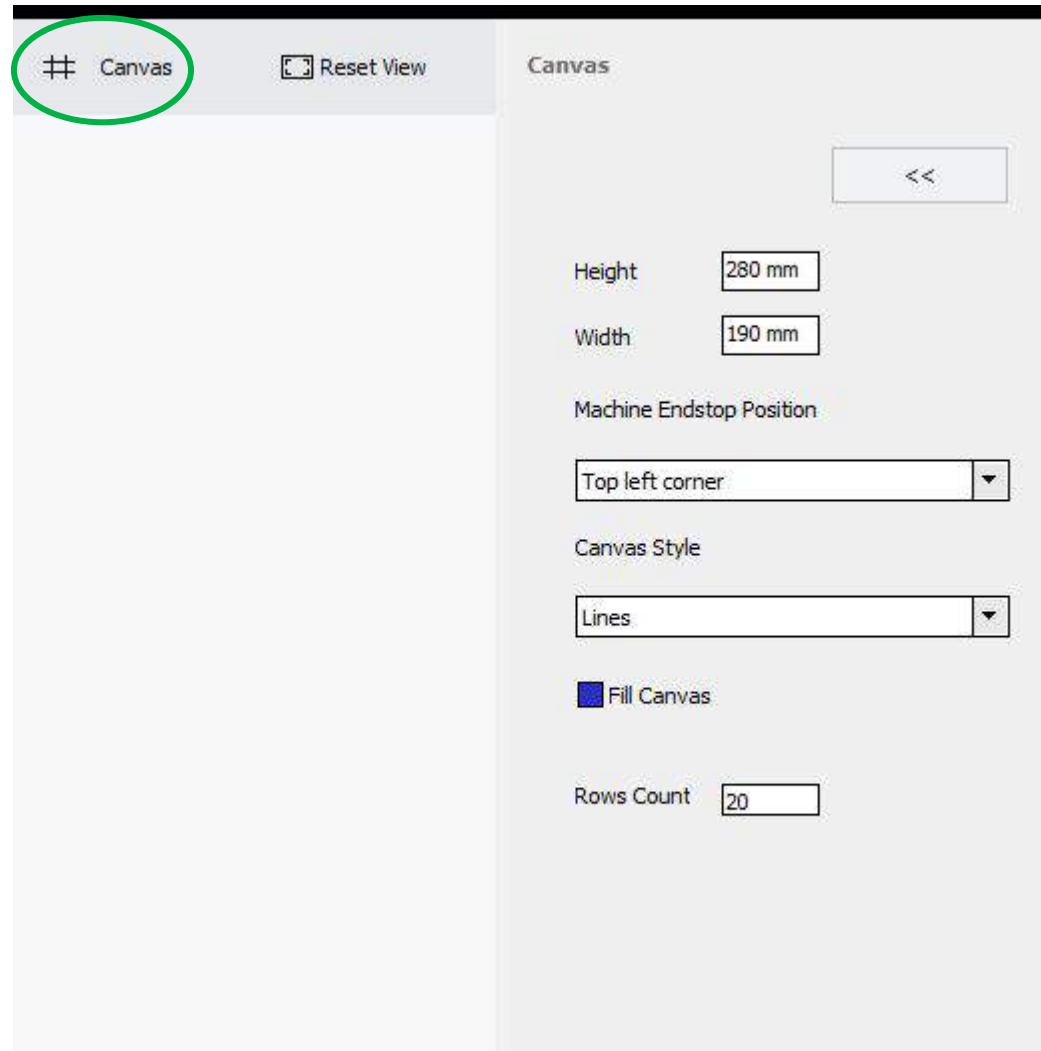 Canvas
Reset View
Canvas
<<
Height 280 mm
Width 190 mm
Machine Endstop Position
Top left corner
Canvas Style
Lines
Fill Canvas
Rows Count 20